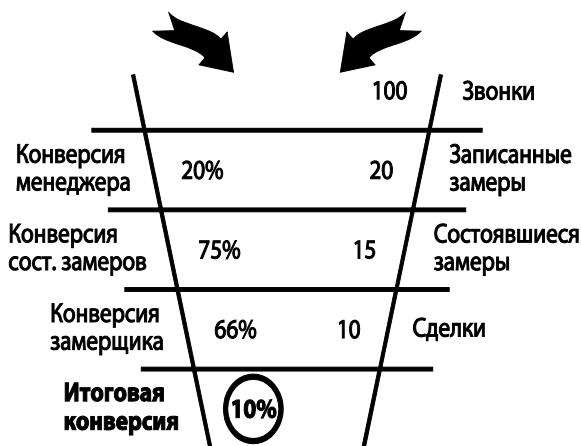 100 Звонки
Конверсия
менеджера
20%
20
Записанные
замеры
Конверсия
сост. замеров
75%
15
Состоявшиеся
замеры
Конверсия
замерщика
66%
10
Сделки
Итоговая
конверсия
10%